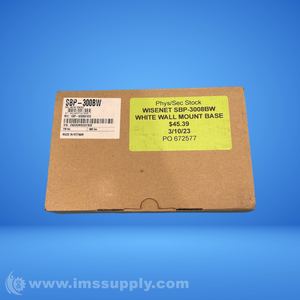 SBP-300BW
MADE IN VIETNAM
Phys/Sec Stock
WISENET SBP-3008BW
WHITE WALL MOUNT BASE
$45.39
3/10/23
PO 672577
www.imssupply.com